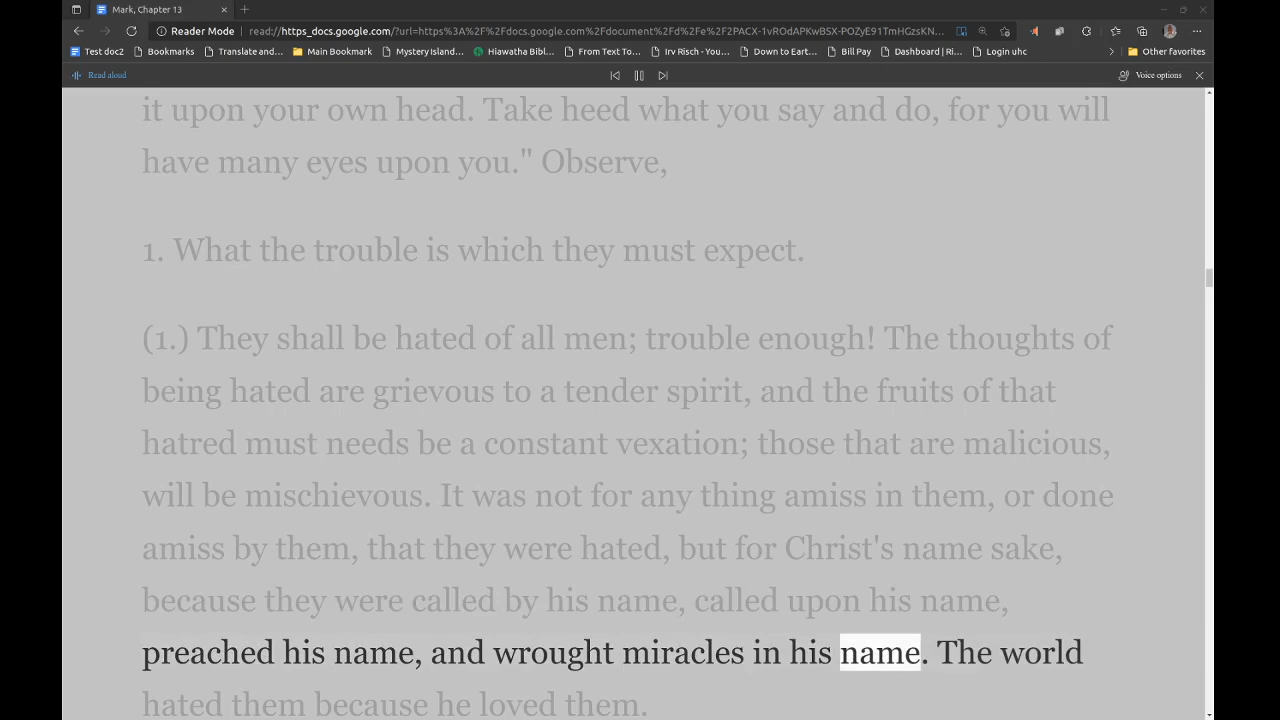 Mark, Chapter 13
Reader Mode read://https_docs.google.com/?url=https%3A%2F%2Fdocs.google.com%2Fdocument%2Fd%2Fe%2F2PACX-1vROdAPKwBSX-POZyE91TmHGzsKN...
Test doc2 Bookmarks Translate and... Main Bookmark Mystery Island... Hiawatha Bibl... From Text To... Irv Risch - You... Down to Eart... Bill Pay Dashboard | Ri... Login uhc Other favorites
Read aloud Voice options
it upon your own head. Take heed what you say and do, for you will
have many eyes upon you." Observe,
1. What the trouble is which they must expect.
(1.) They shall be hated of all men; trouble enough! The thoughts of
being hated are grievous to a tender spirit, and the fruits of that
hatred must needs be a constant vexation; those that are malicious,
will be mischievous. It was not for any thing amiss in them, or done
amiss by them, that they were hated, but for Christ's name sake,
because they were called by his name, called upon his name,
preached his name, and wrought miracles in his name. The world
hated them because he loved them.